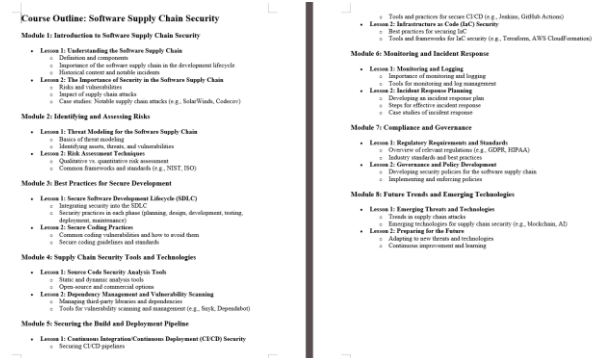 Course Outline: Software Supply Chain Security
Module 1: Introduction to Software Supply Chain Security
• Lesson 1: Understanding the Software Supply Chain
o Definition and components
o Importance of the software supply chain in the development lifecycle
o Historical context and notable incidents
• Lesson 2: The Importance of Security in the Software Supply Chain
o Risks and vulnerabilities
o Impact of supply chain attacks
o Case studies: Notable supply chain attacks (e.g., SolarWinds, Codecov)
Module 2: Identifying and Assessing Risks
• Lesson 1: Threat Modeling for the Software Supply Chain
o Basics of threat modeling
o Identifying assets, threats, and vulnerabilities
• Lesson 2: Risk Assessment Techniques
o Qualitative vs. quantitative risk assessment
o Common frameworks and standards (e.g., NIST, ISO)
Module 3: Best Practices for Secure Development
• Lesson 1: Secure Software Development Lifecycle (SDLC)
o Integrating security into the SDLC
o Security practices in each phase (planning, design, development, testing,
deployment, maintenance)
• Lesson 2: Secure Coding Practices
o Common coding vulnerabilities and how to avoid them
o Secure coding guidelines and standards
Module 4: Supply Chain Security Tools and Technologies
• Lesson 1: Source Code Security Analysis Tools
o Static and dynamic analysis tools
o Open-source and commercial options
• Lesson 2: Dependency Management and Vulnerability Scanning
o Managing third-party libraries and dependencies
o Tools for vulnerability scanning and management (e.g., Snyk, Dependabot)
Module 5: Securing the Build and Deployment Pipeline
• Lesson 1: Continuous Integration/Continuous Deployment (CI/CD) Security
o Securing CI/CD pipelines
o Tools and practices for secure CI/CD (e.g., Jenkins, GitHub Actions)
• Lesson 2: Infrastructure as Code (IaC) Security
o Best practices for securing IaC
o Tools and frameworks for IaC security (e.g., Terraform, AWS CloudFormation)
Module 6: Monitoring and Incident Response
• Lesson 1: Monitoring and Logging
o Importance of monitoring and logging
o Tools for monitoring and log management
• Lesson 2: Incident Response Planning
o Developing an incident response plan
o Steps for effective incident response
o Case studies of incident response
Module 7: Compliance and Governance
• Lesson 1: Regulatory Requirements and Standards
o Overview of relevant regulations (e.g., GDPR, HIPAA)
o Industry standards and best practices
• Lesson 2: Governance and Policy Development
o Developing security policies for the software supply chain
o Implementing and enforcing policies
Module 8: Future Trends and Emerging Technologies
• Lesson 1: Emerging Threats and Technologies
o Trends in supply chain attacks
o Emerging technologies for supply chain security (e.g., blockchain, AI)
• Lesson 2: Preparing for the Future
o Adapting to new threats and technologies
o Continuous improvement and learning